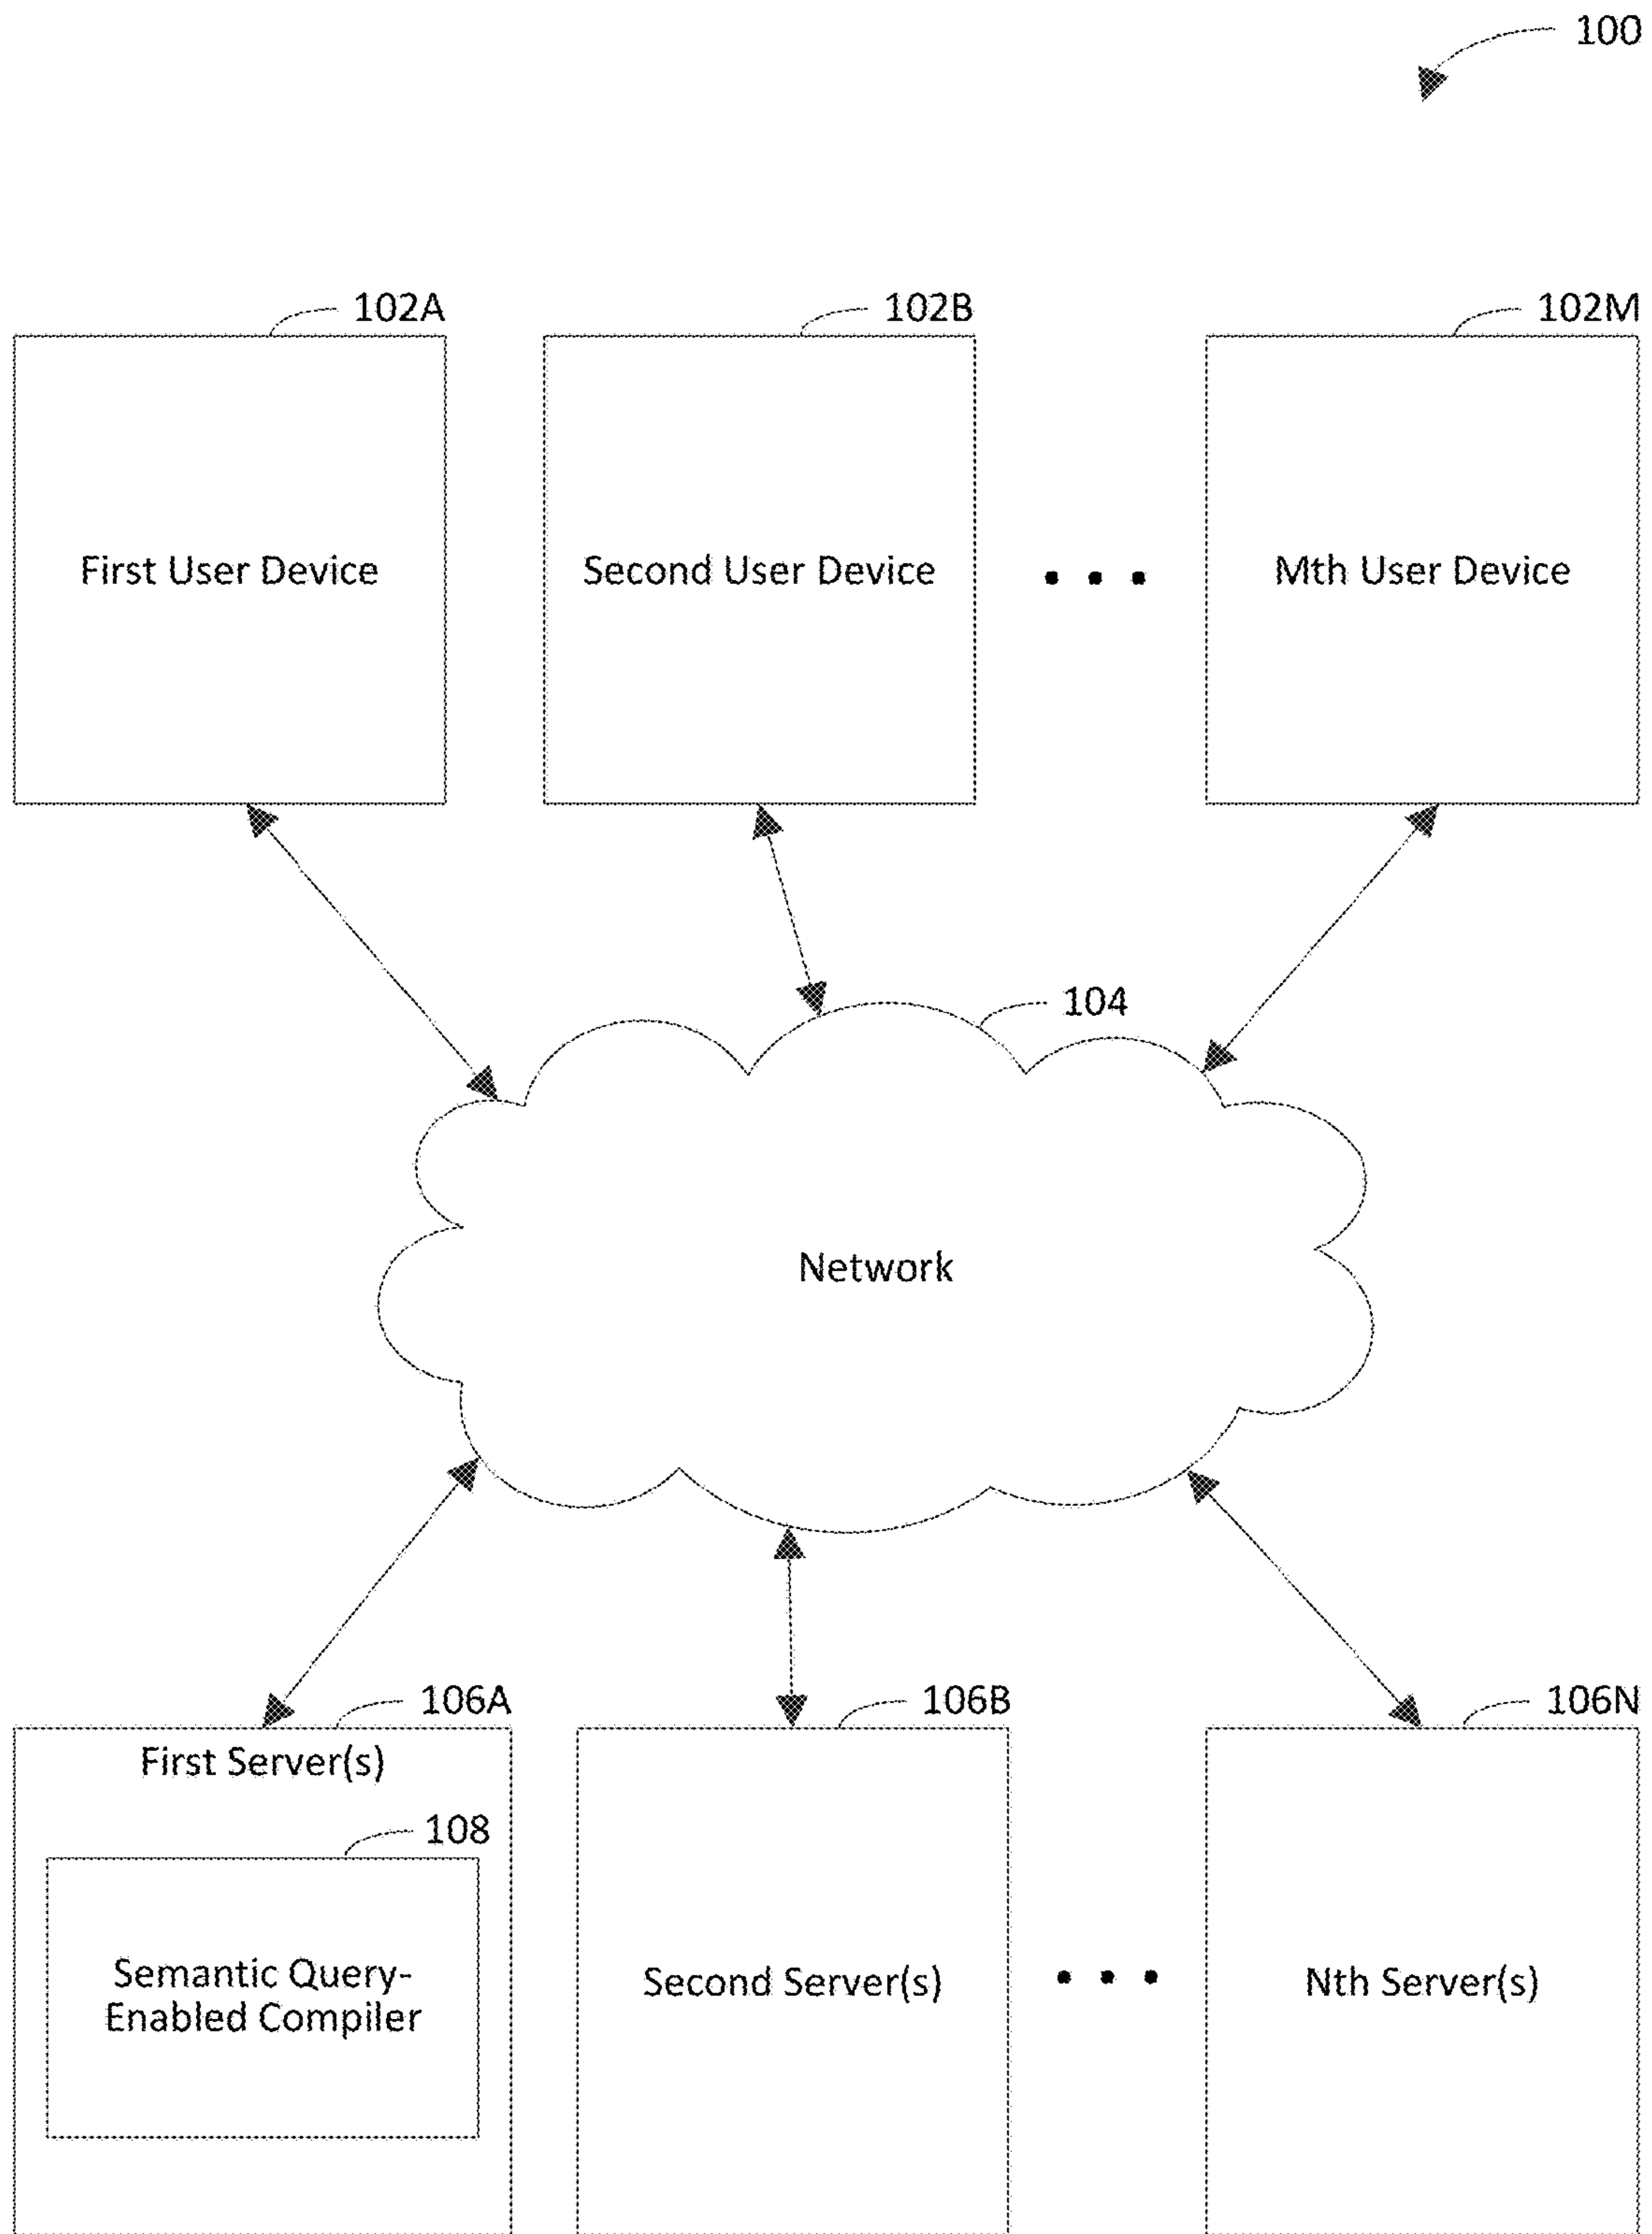 100
102A
102B
102M
First User Device
Second User Device
Mth User Device
104
Network
106A
106B
106N
First Server(s)
108
Semantic Query-
Enabled Compiler
Second Server(s)
Nth Server(s)